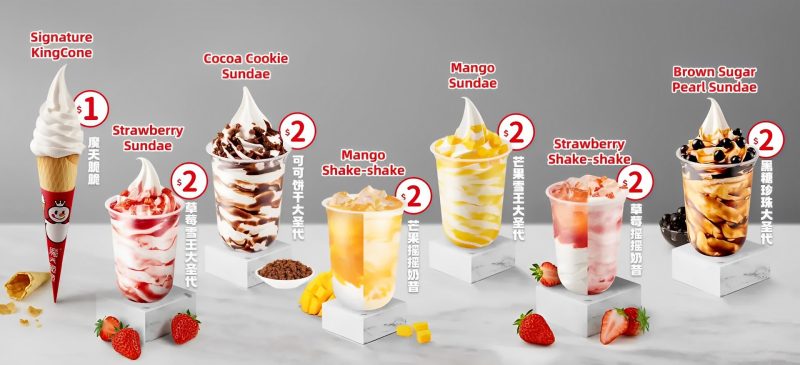 Signature
KingCone
$1
魔天脆脆
Strawberry
Sundae
$2
草莓雪王大圣代
Cocoa Cookie
Sundae
$2
可可饼干大圣代
Mango
Shake-shake
$2
芒果摇摇奶昔
Mango
Sundae
$2
芒果雪王大圣代
Strawberry
Shake-shake
$2
草莓摇摇奶昔
Brown Sugar
Pearl Sundae
$2
黑糖珍珠大圣代